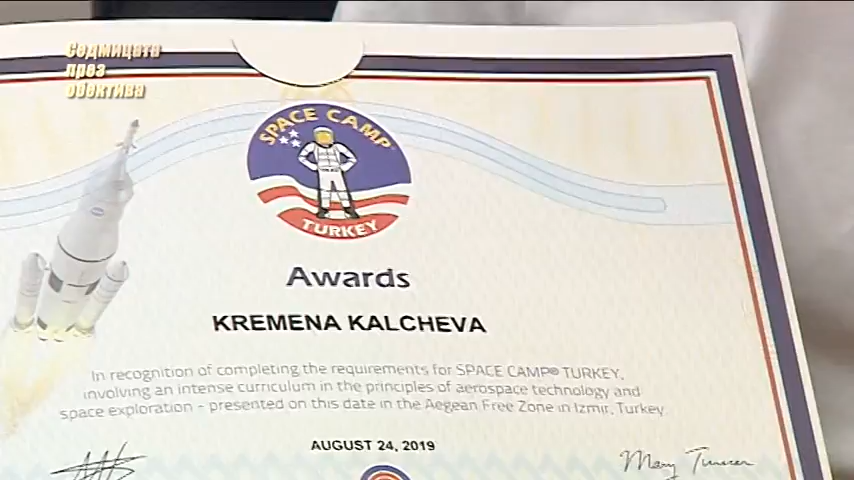 Седмицата
през
обектива
SPACE CAMP
TURKEY
Awards
KREMENA KALCHEVA
In recognition of completing the requirements for SPACE CAMP® TURKEY,
involving an intense curriculum in the principles of aerospace technology and
space exploration - presented on this date in the Aegean Free Zone in Izmir, Turkey.
AUGUST 24, 2019
Mary Tuncer